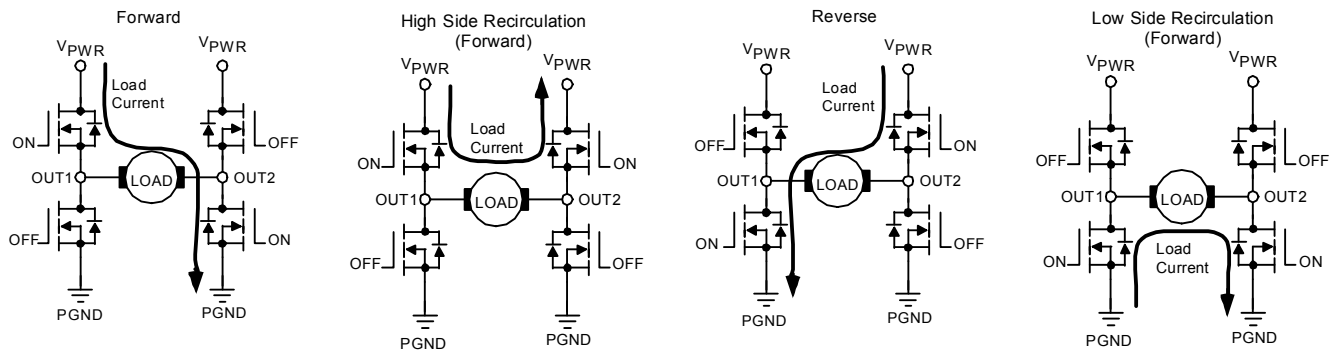 Forward
VPWR
VPWR
Load
Current
ON
OFF
OUT1
LOAD
OUT2
OFF
ON
PGND
PGND
High Side Recirculation
(Forward)
VPWR
VPWR
Load
Current
ON
ON
OUT1
LOAD
OUT2
OFF
OFF
PGND
PGND
Reverse
VPWR
VPWR
Load
Current
OFF
ON
OUT1
LOAD
OUT2
ON
OFF
PGND
PGND
Low Side Recirculation
(Forward)
VPWR
VPWR
OFF
OFF
OUT1
LOAD
OUT2
ON
Load
Current
ON
PGND
PGND